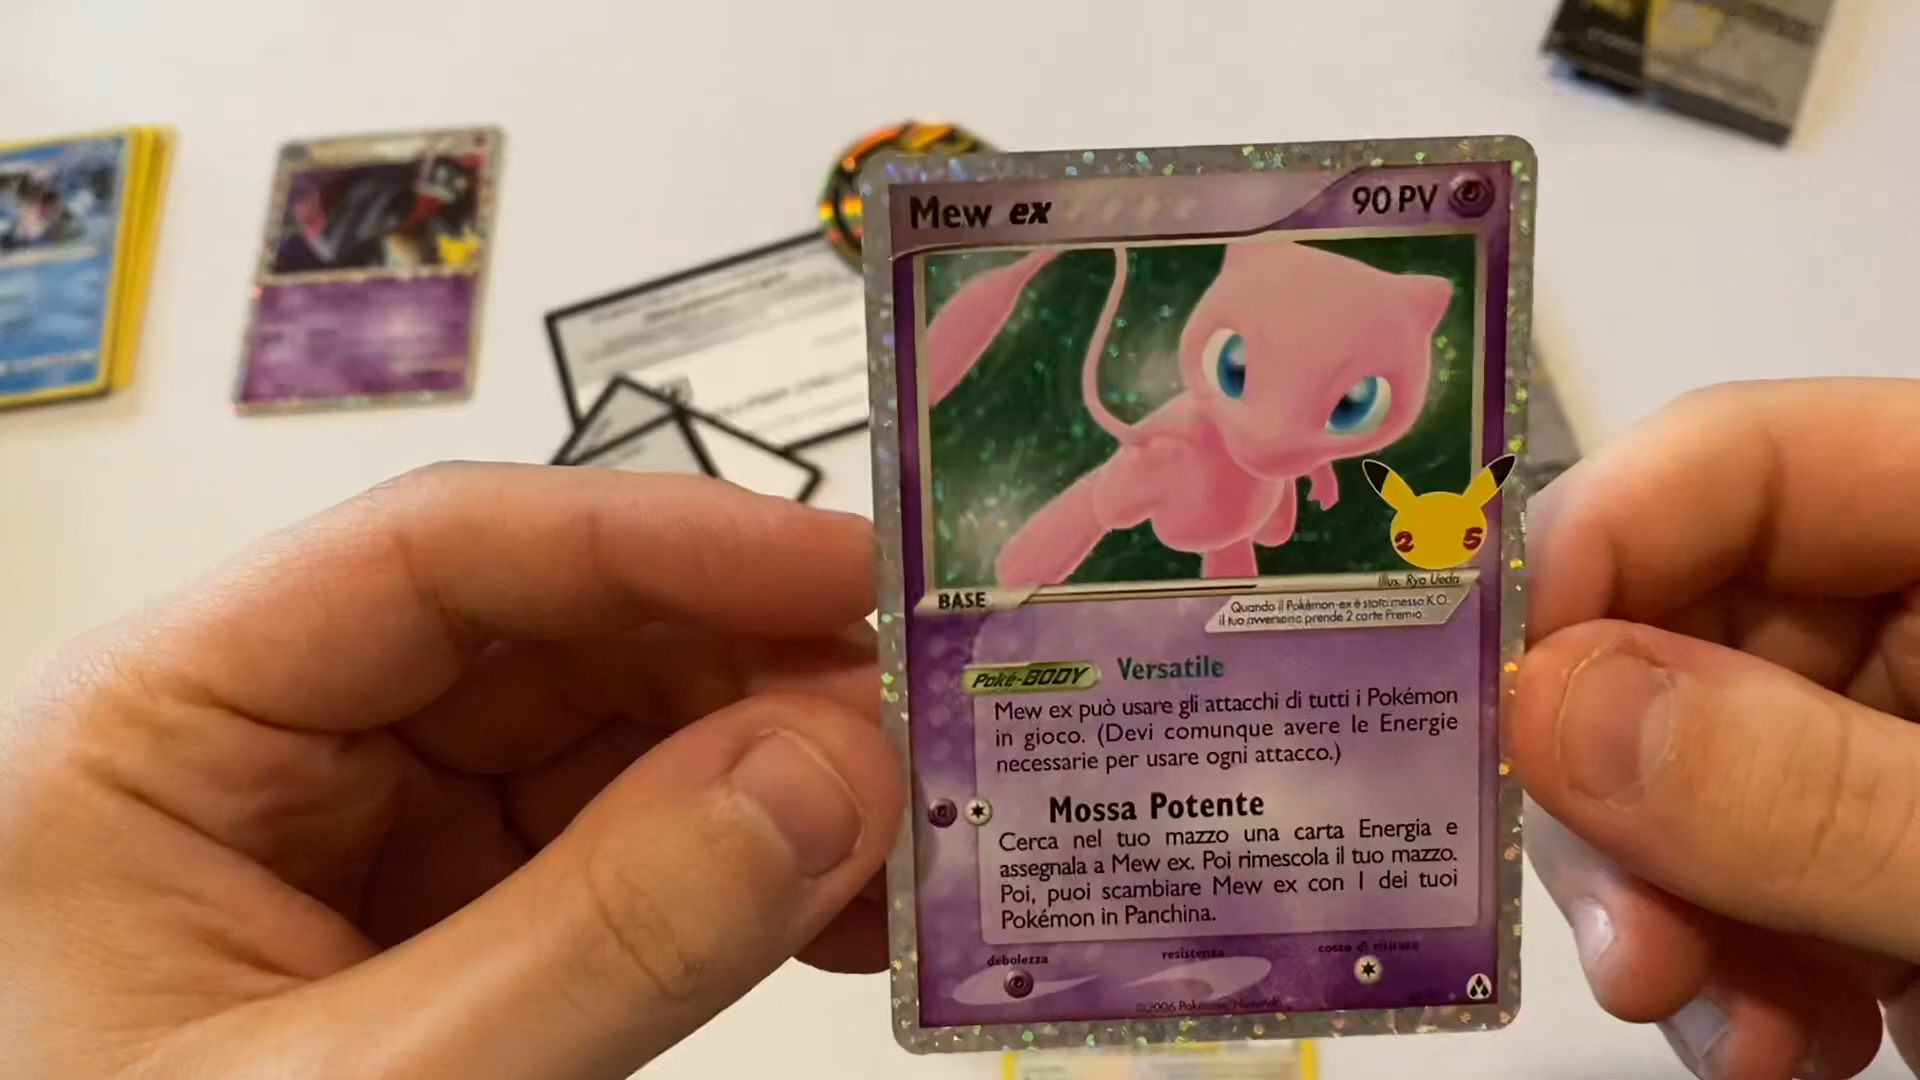 Mew ex
90 PV
25
Illus. Ryo Ueda
BASE
Quando il Pokémon-ex è stato messo K.O.
il tuo avversario prende 2 carte Premio
Poké-BODY Versatile
Mew ex può usare gli attacchi di tutti i Pokémon
in gioco. (Devi comunque avere le Energie
necessarie per usare ogni attacco.)
Mossa Potente
Cerca nel tuo mazzo una carta Energia e
assegnala a Mew ex. Poi rimescola il tuo mazzo.
Poi, puoi scambiare Mew ex con 1 dei tuoi
Pokémon in Panchina.
debolezza
resistenza
costo di ritirata
©2006 Pokémon/Nintendo